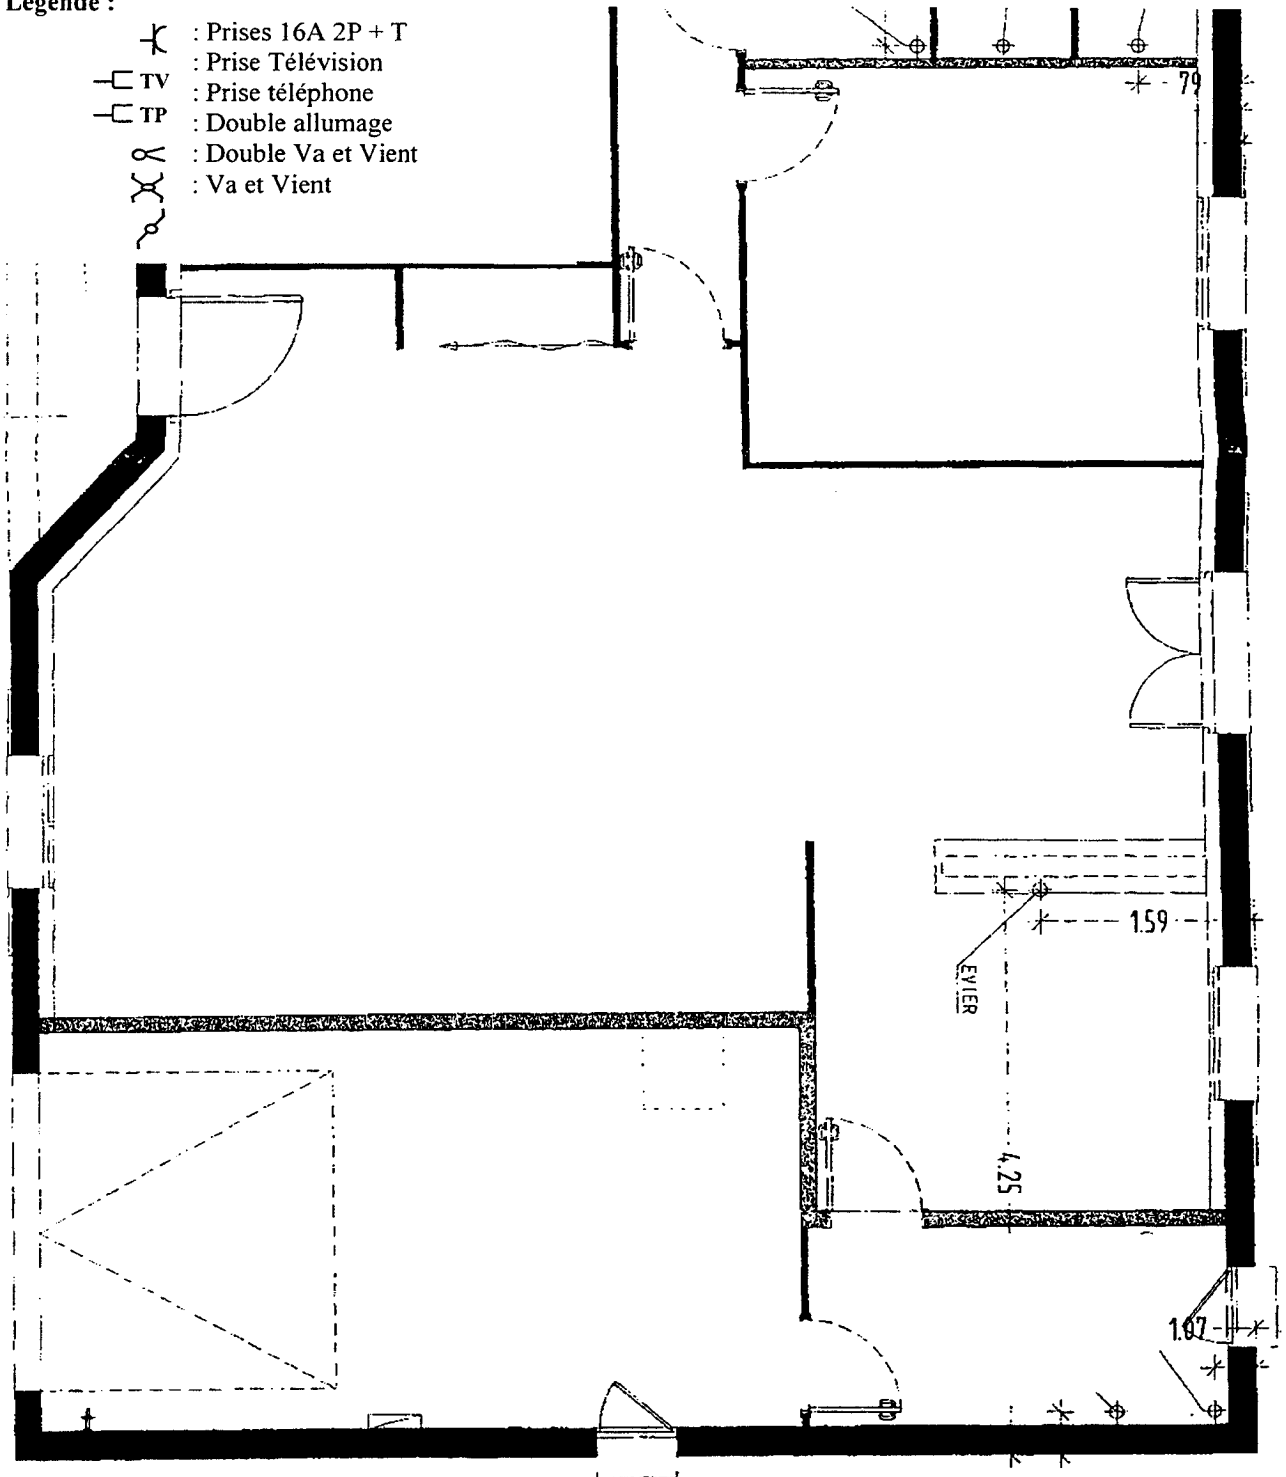 Légende :
: Prises 16A 2P + T
: Prise Télévision
TV
: Prise téléphone
TP
: Double allumage
: Double Va et Vient
: Va et Vient
79
1.59
EVIER
4.25
1.07